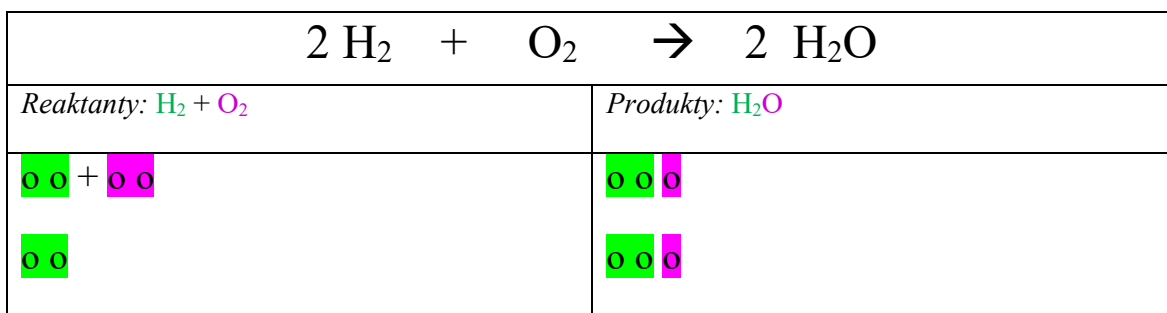 2 H₂ + O₂ → 2 H₂O
Reaktanty: H₂ + O₂
Produkty: H₂O
o o + o o
o o o
o o
o o o